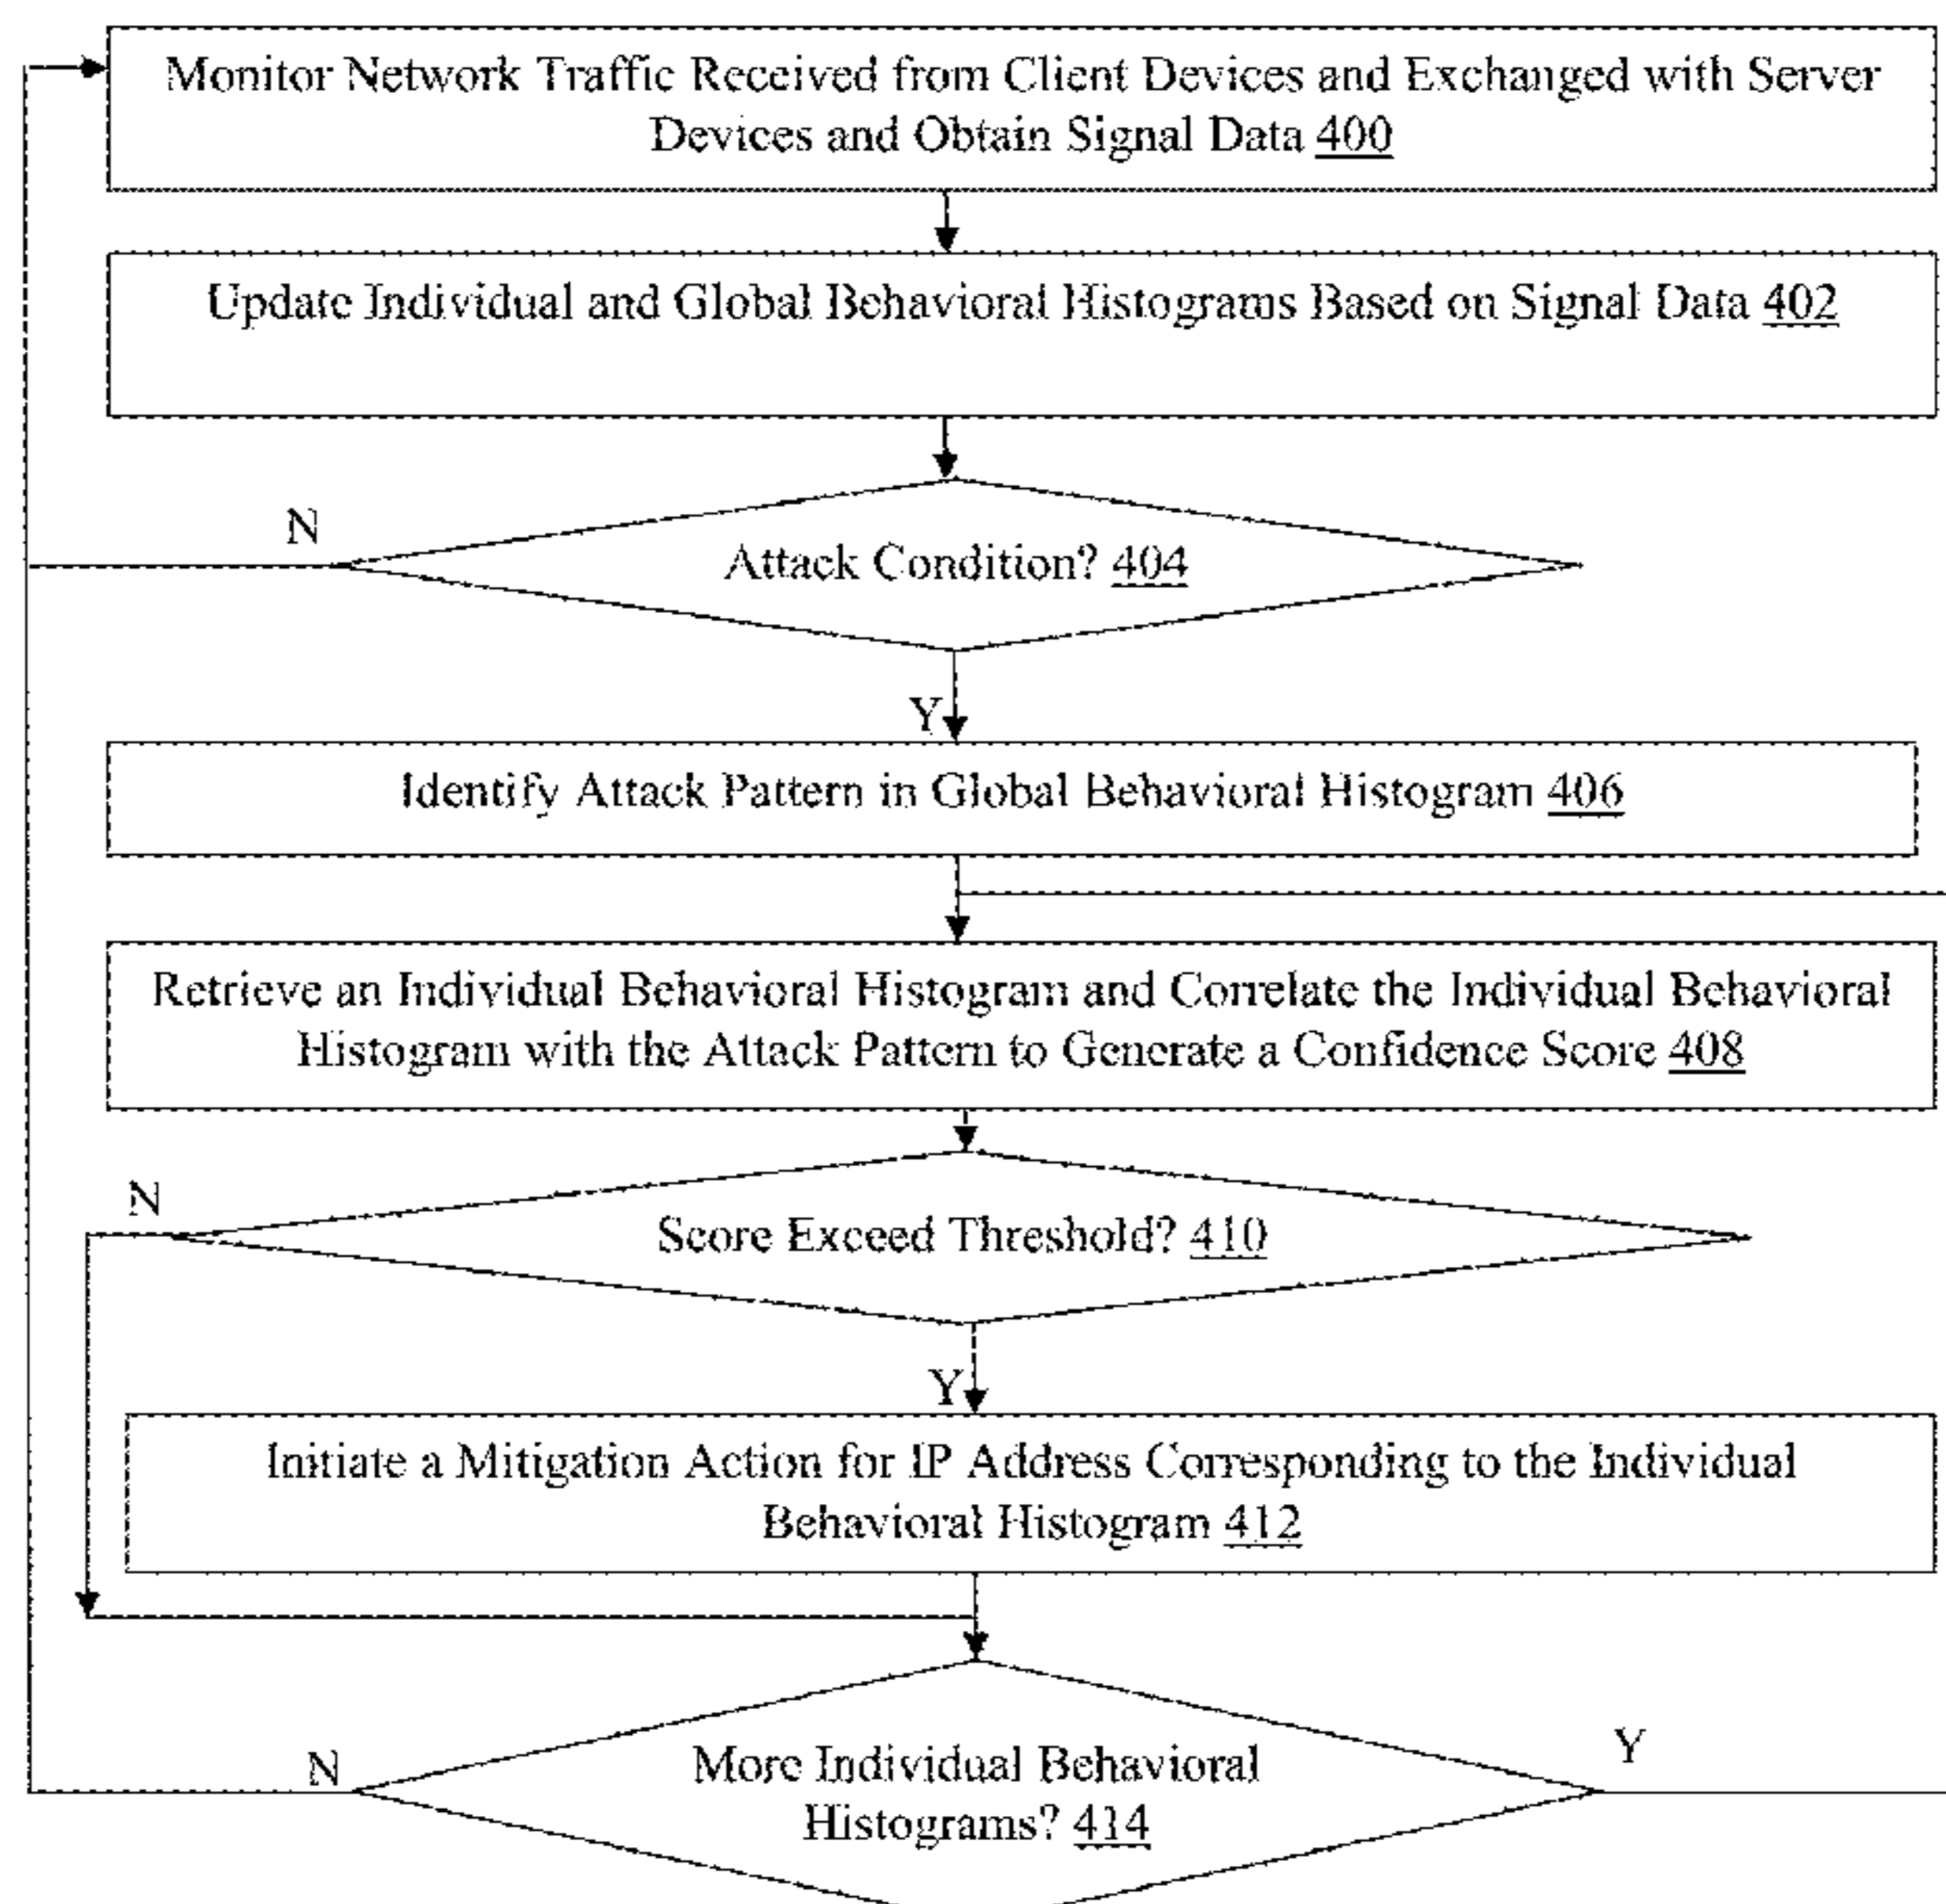 Monitor Network Traffic Received from Client Devices and Exchanged with Server
Devices and Obtain Signal Data 400
Update Individual and Global Behavioral Histograms Based on Signal Data 402
N
Attack Condition? 404
Y
Identify Attack Pattern in Global Behavioral Histogram 406
Retrieve an Individual Behavioral Histogram and Correlate the Individual Behavioral
Histogram with the Attack Pattern to Generate a Confidence Score 408
N
Score Exceed Threshold? 410
Y
Initiate a Mitigation Action for IP Address Corresponding to the Individual
Behavioral Histogram 412
N
More Individual Behavioral
Histograms? 414
Y